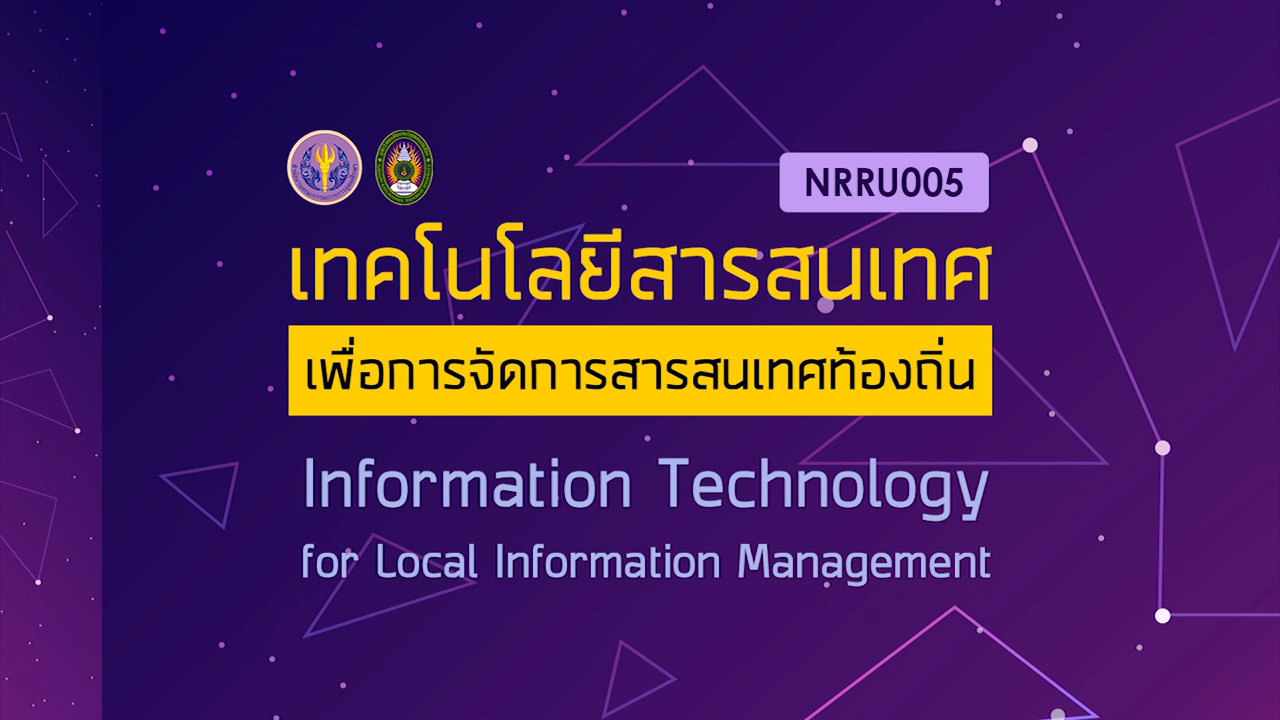 NRRU005
เทคโนโลยีสารสนเทศ
เพื่อการจัดการสารสนเทศท้องถิ่น
Information Technology
for Local Information Management